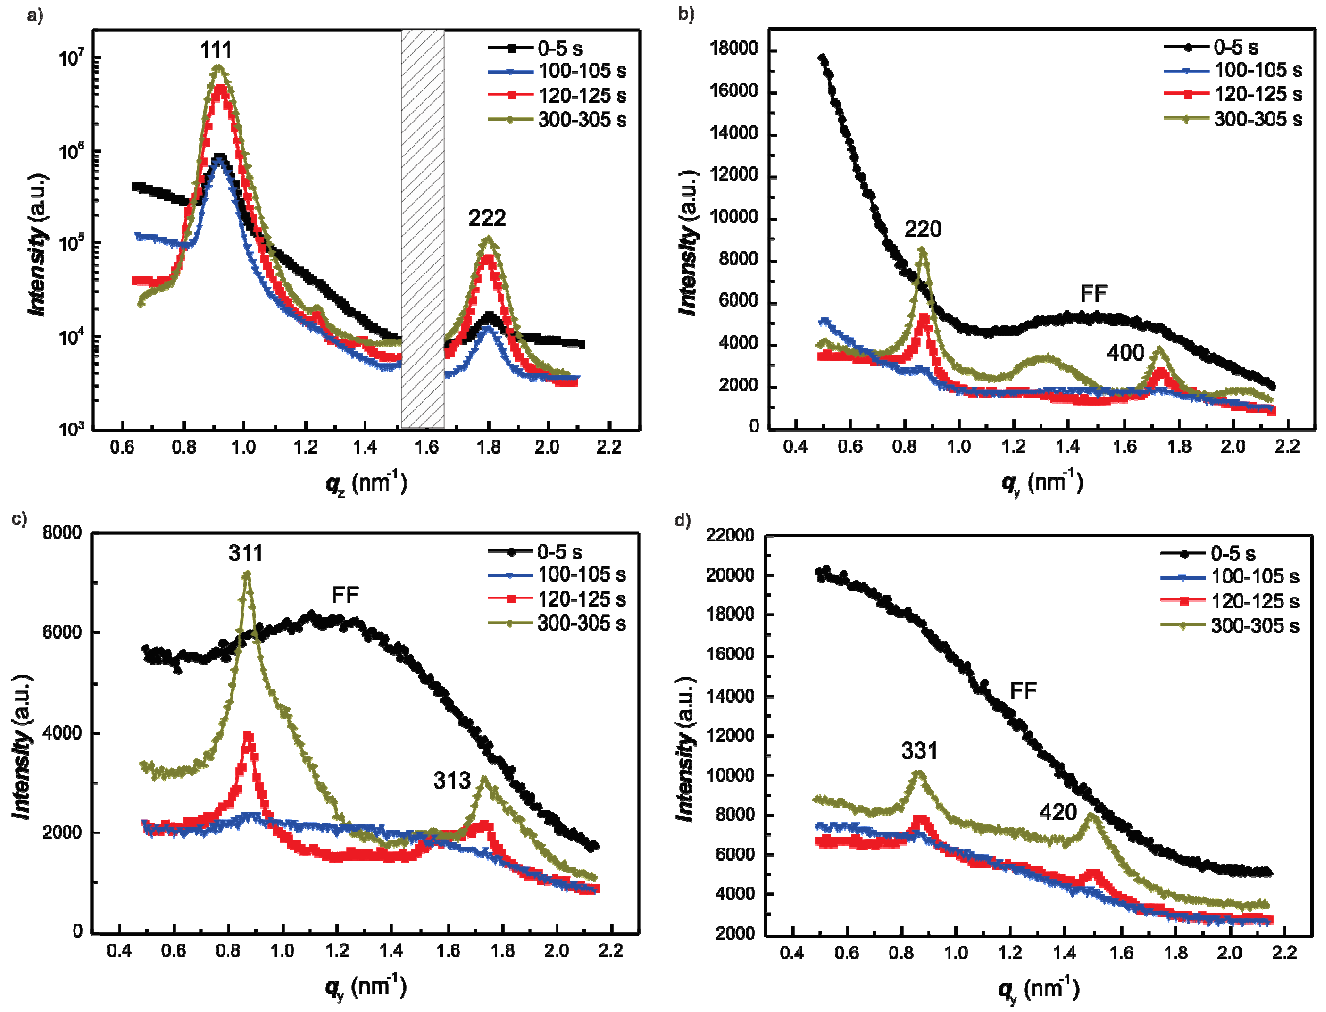 a)
10⁷
10⁶
10⁵
10⁴
10³
Intensity (a.u.)
111
222
0-5 s
100-105 s
120-125 s
300-305 s
0.6 0.8 1.0 1.2 1.4 1.6 1.8 2.0 2.2
qz (nm⁻¹)
b)
18000
16000
14000
12000
10000
8000
6000
4000
2000
0
Intensity (a.u.)
220
FF
400
0-5 s
100-105 s
120-125 s
300-305 s
0.4 0.6 0.8 1.0 1.2 1.4 1.6 1.8 2.0 2.2
qy (nm⁻¹)
c)
8000
6000
4000
2000
0
Intensity (a.u.)
311
FF
313
0-5 s
100-105 s
120-125 s
300-305 s
0.4 0.6 0.8 1.0 1.2 1.4 1.6 1.8 2.0 2.2
qy (nm⁻¹)
d)
22000
20000
18000
16000
14000
12000
10000
8000
6000
4000
2000
Intensity (a.u.)
FF
331
420
0-5 s
100-105 s
120-125 s
300-305 s
0.4 0.6 0.8 1.0 1.2 1.4 1.6 1.8 2.0 2.2
qy (nm⁻¹)